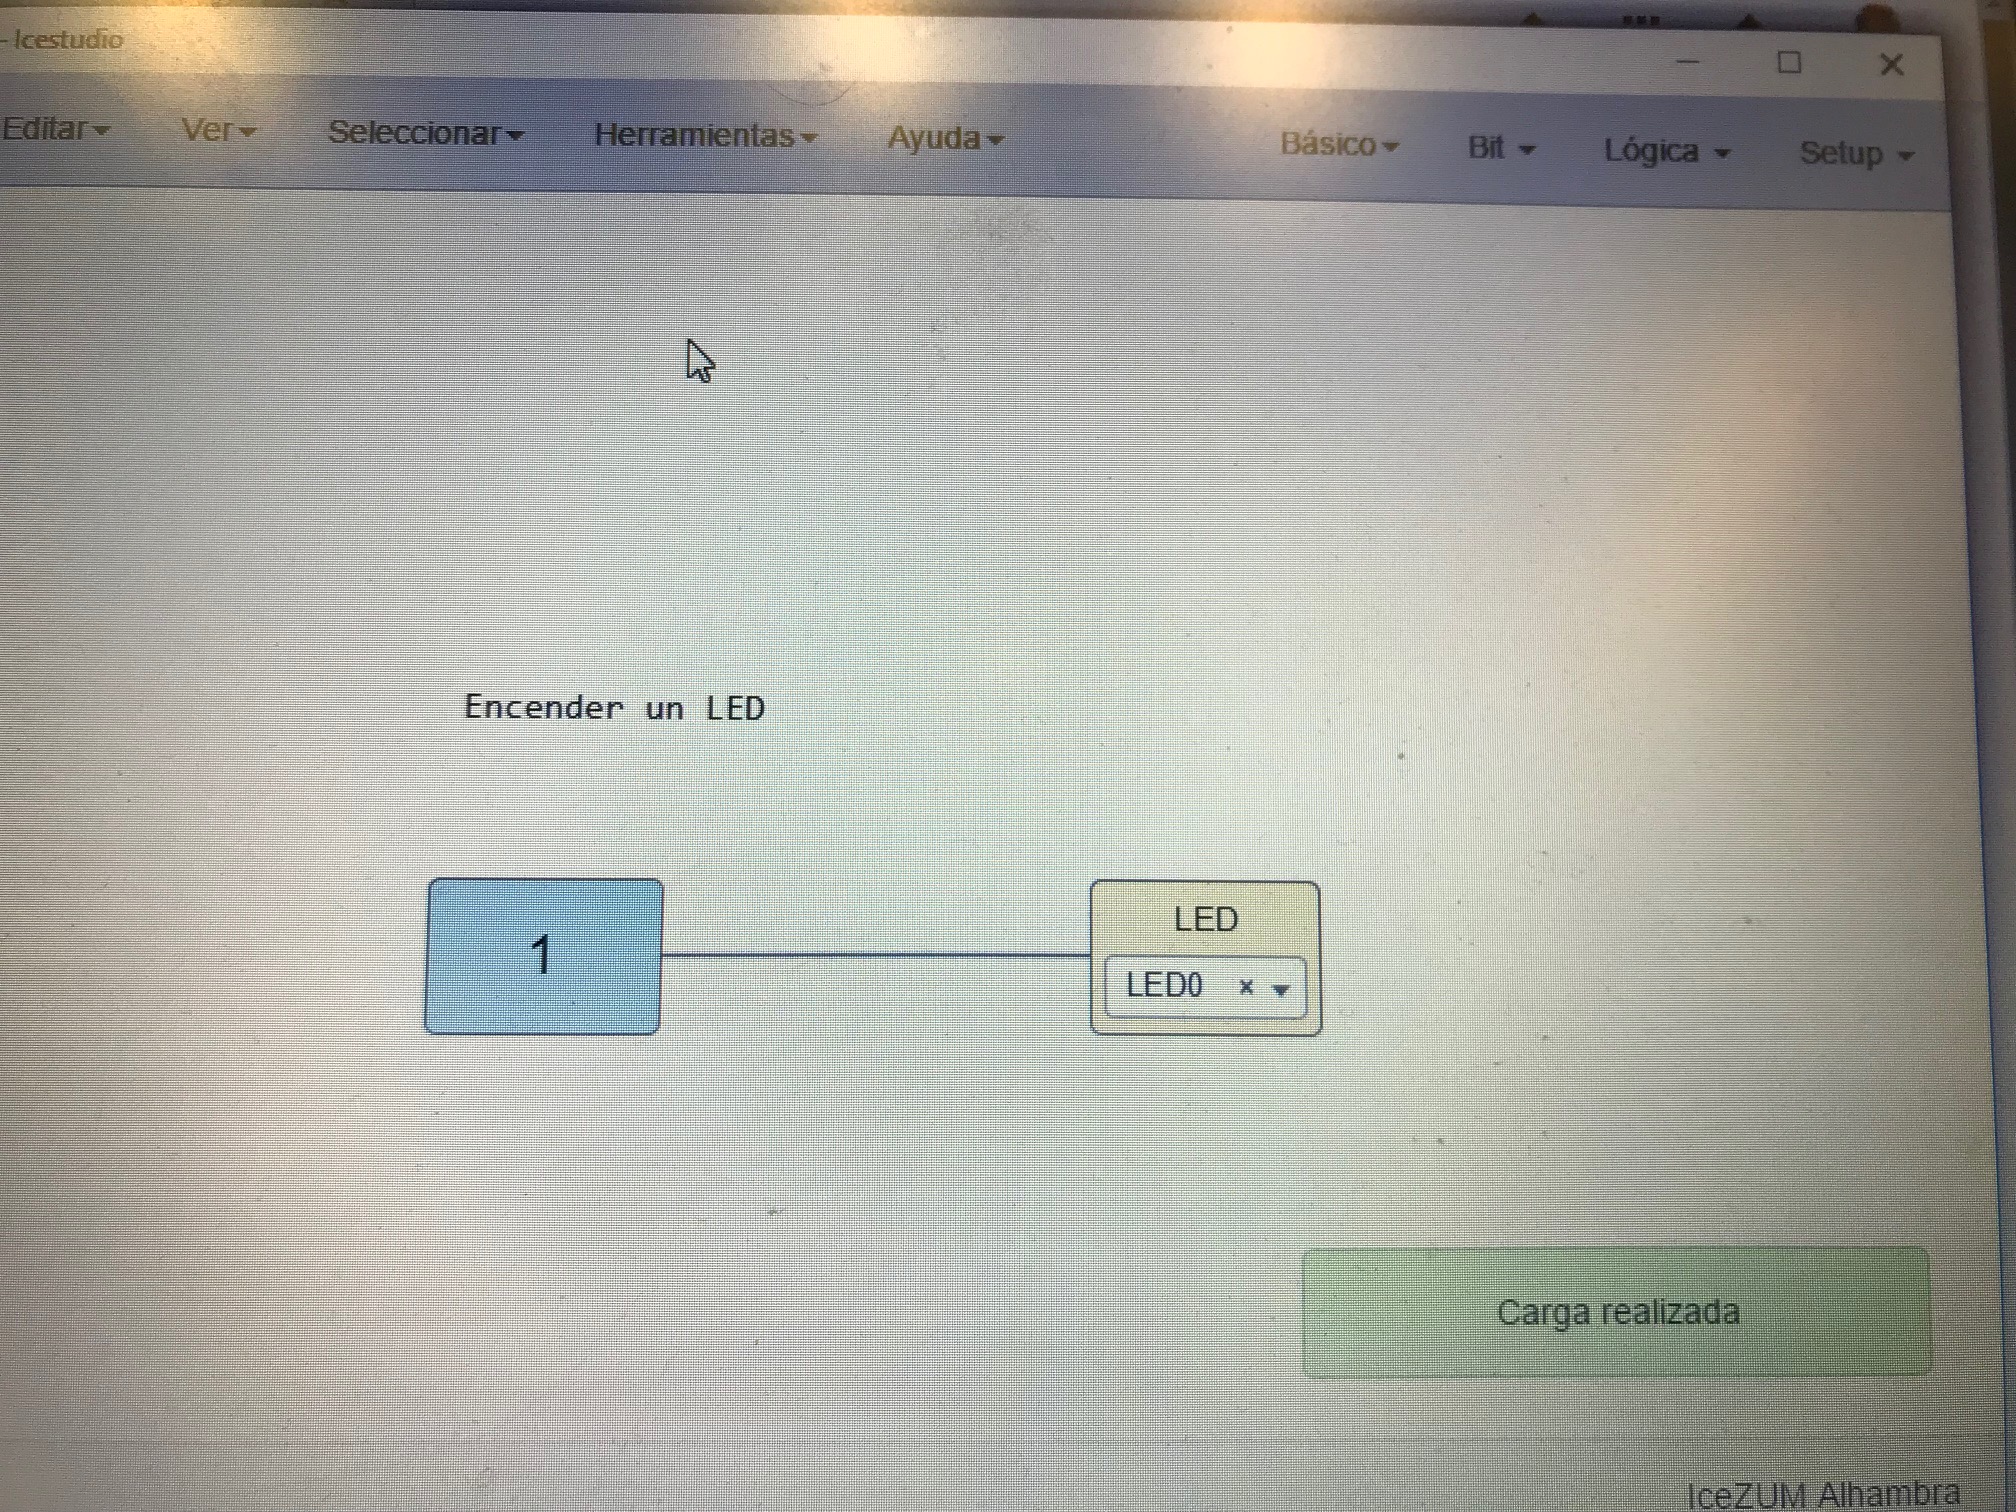 - Icestudio
Editar Ver Seleccionar Herramientas Ayuda Básico Bit Lógica Setup
Encender un LED
1
LED
LED0 x
Carga realizada
IceZUM Alhambra